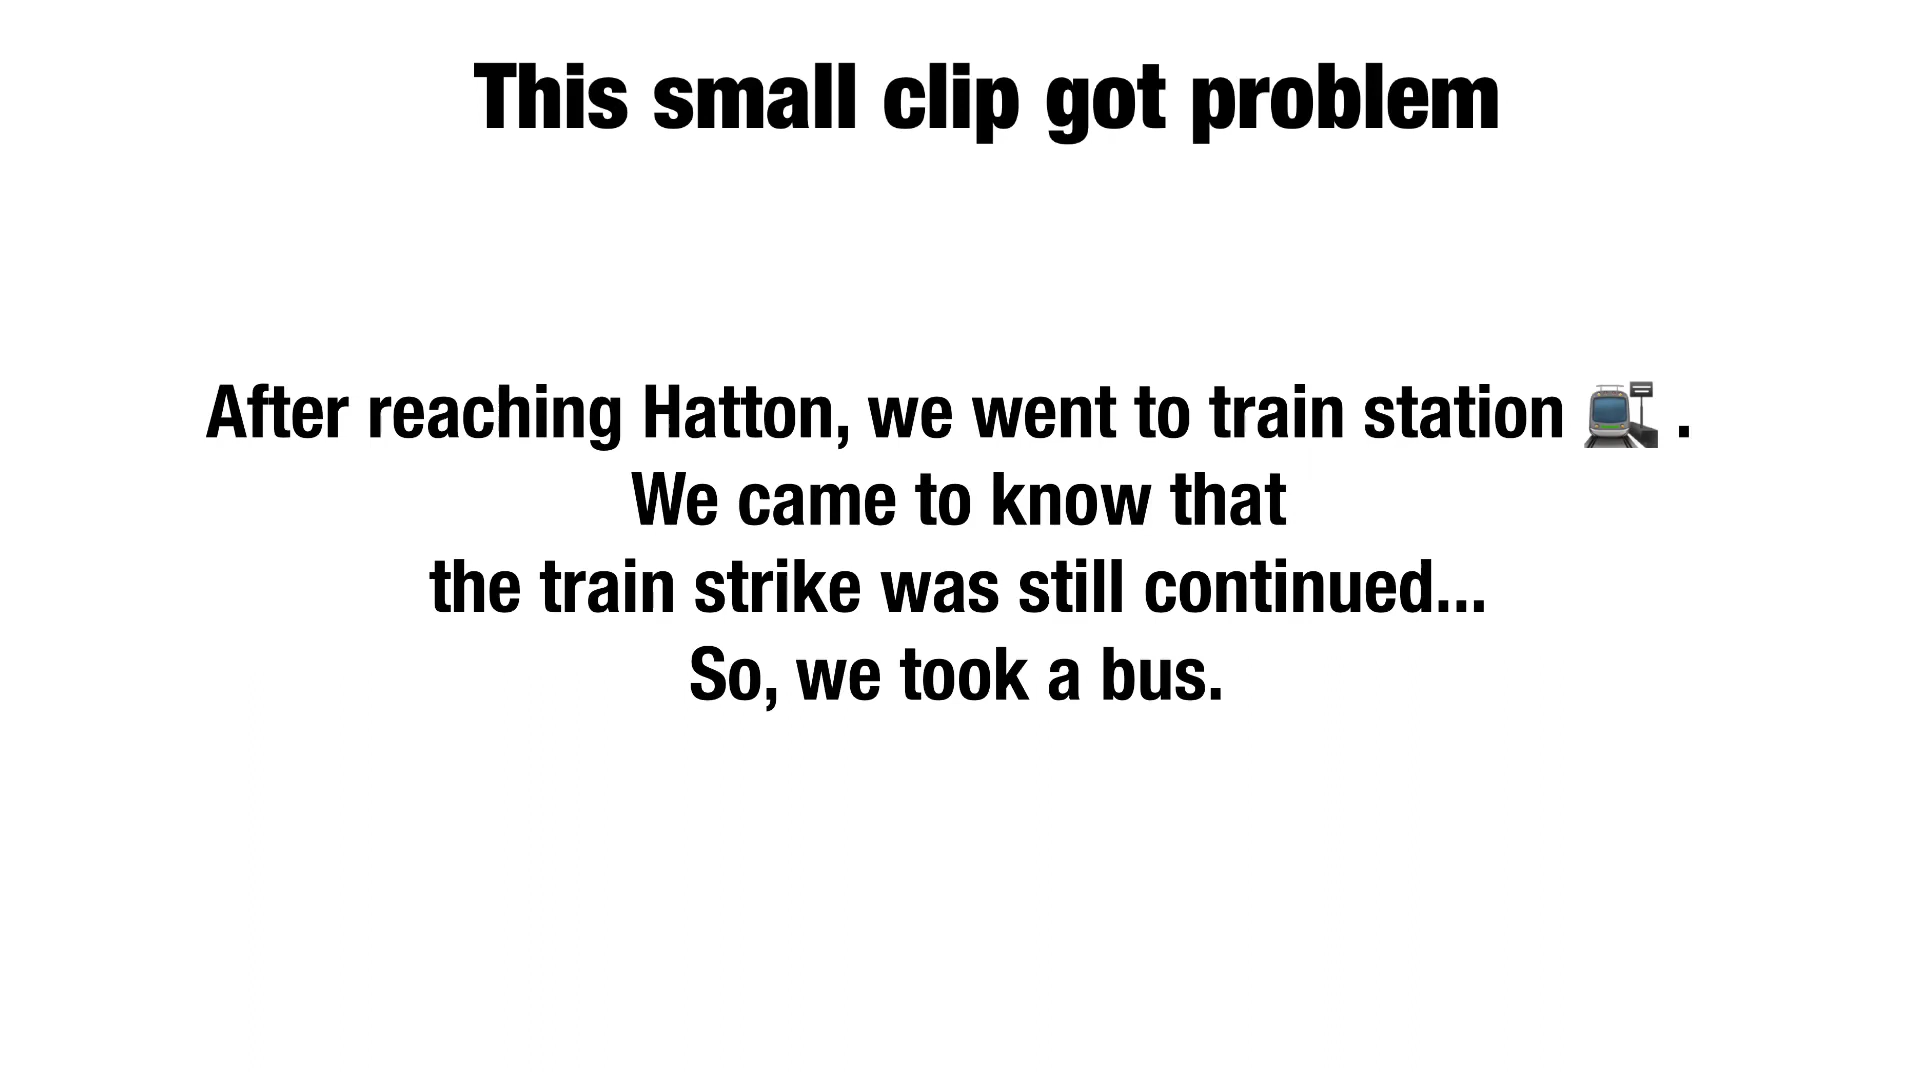 This small clip got problem
After reaching Hatton, we went to train station 🚉 .
We came to know that
the train strike was still continued...
So, we took a bus.